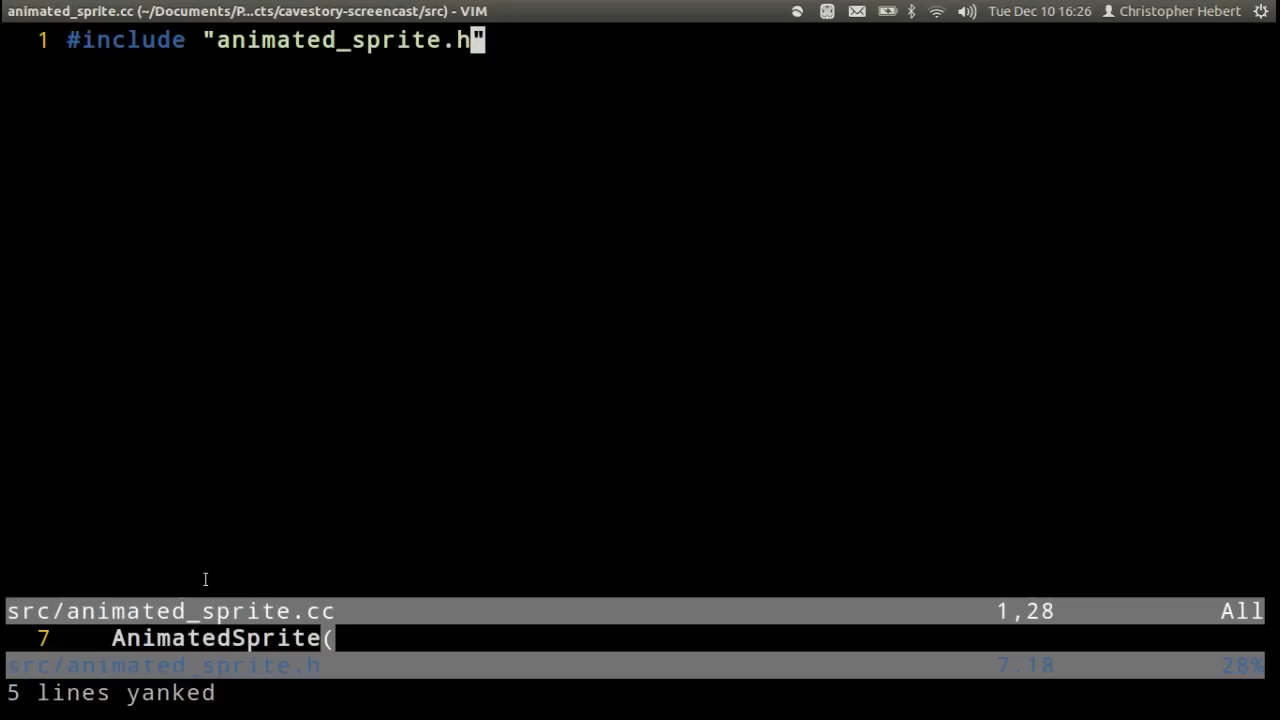 animated_sprite.cc (~/Documents/P...cts/cavestory-screencast/src) - VIM
Tue Dec 10 16:26 Christopher Hebert
1 #include "animated_sprite.h"
src/animated_sprite.cc 1,28 All
7 AnimatedSprite(
src/animated_sprite.h 7.18 28%
5 lines yanked